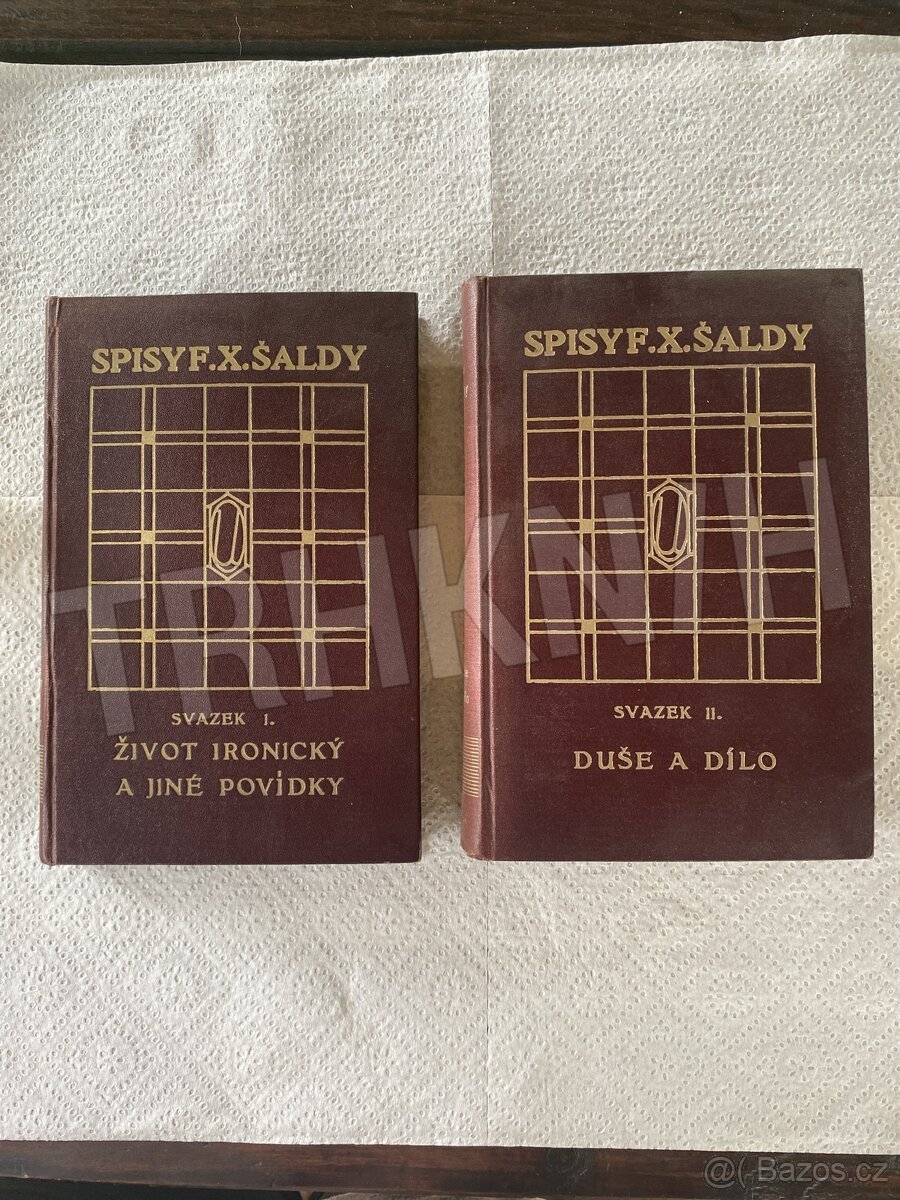 SPISY F. X. ŠALDY
SVAZEK I.
ŽIVOT IRONICKÝ
A JINÉ POVÍDKY
SPISY F. X. ŠALDY
SVAZEK II.
DUŠE A DÍLO
TRHKNIH
@( Bazos.cz